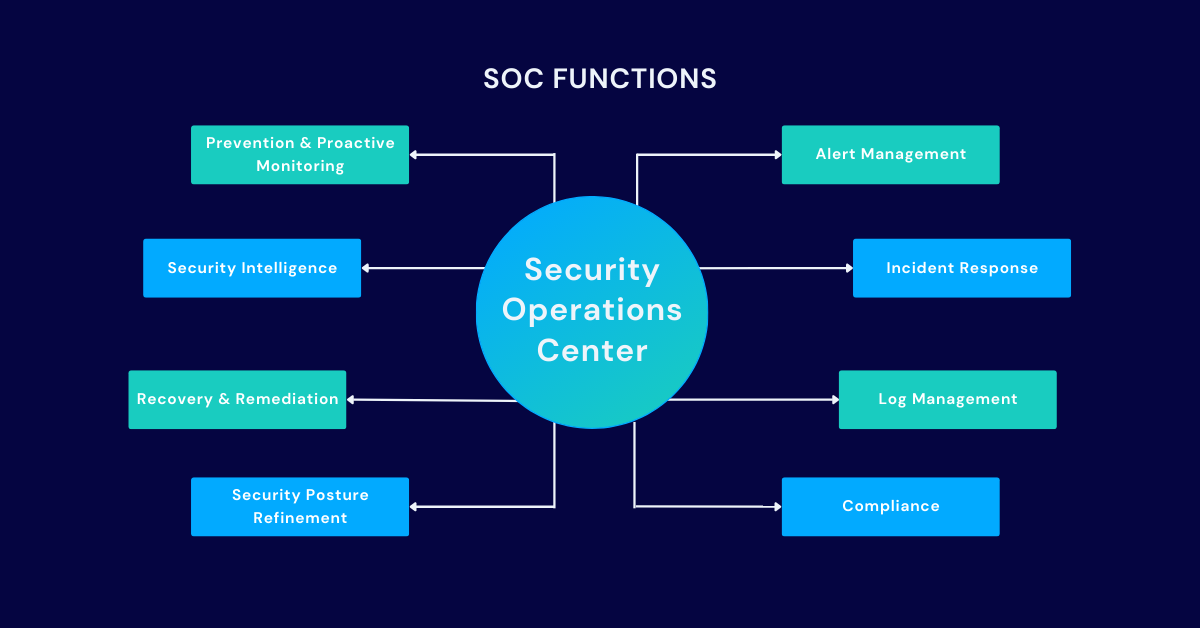 SOC FUNCTIONS
Prevention & Proactive
Monitoring
Alert Management
Security Intelligence
Incident Response
Security
Operations
Center
Recovery & Remediation
Log Management
Security Posture
Refinement
Compliance